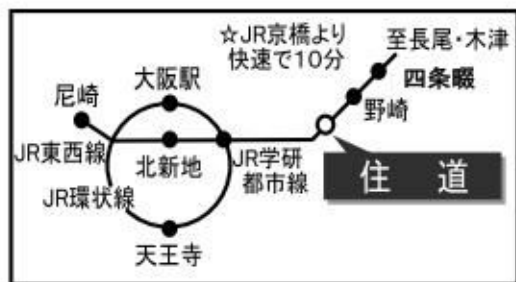 ☆JR京橋より
快速で10分
至長尾・木津
四条畷
野崎
大阪駅
尼崎
JR東西線
北新地
JR学研
都市線
住 道
JR環状線
天王寺